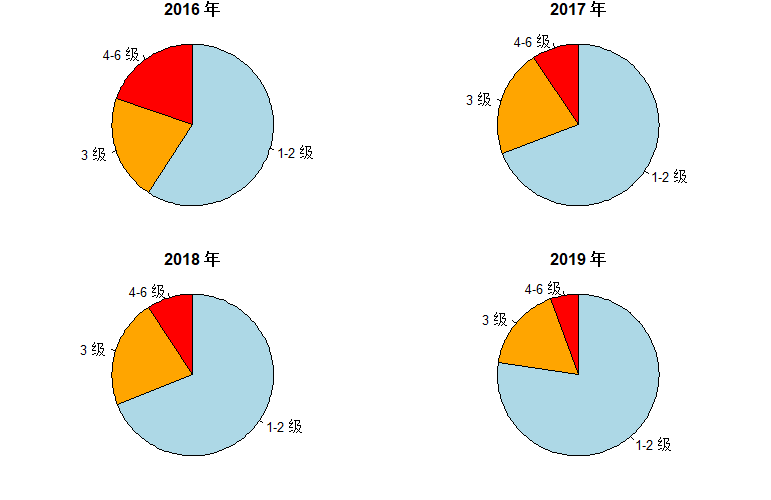 2016 年
4-6 级
3 级
1-2 级
2017 年
4-6 级
3 级
1-2 级
2018 年
4-6 级
3 级
1-2 级
2019 年
4-6 级
3 级
1-2 级